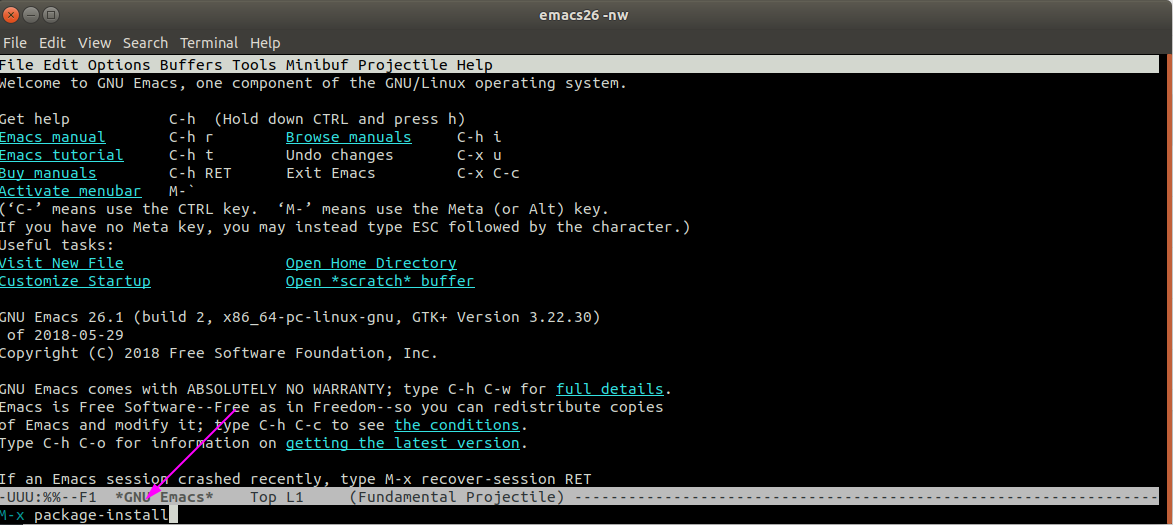 emacs26 -nw
File Edit View Search Terminal Help
File Edit Options Buffers Tools Minibuf Projectile Help
Welcome to GNU Emacs, one component of the GNU/Linux operating system.
Get help C-h (Hold down CTRL and press h)
Emacs manual C-h r Browse manuals C-h i
Emacs tutorial C-h t Undo changes C-x u
Buy manuals C-h RET Exit Emacs C-x C-c
Activate menubar M-`
(‘C-’ means use the CTRL key. ‘M-’ means use the Meta (or Alt) key.
If you have no Meta key, you may instead type ESC followed by the character.)
Useful tasks:
Visit New File Open Home Directory
Customize Startup Open *scratch* buffer
GNU Emacs 26.1 (build 2, x86_64-pc-linux-gnu, GTK+ Version 3.22.30)
of 2018-05-29
Copyright (C) 2018 Free Software Foundation, Inc.
GNU Emacs comes with ABSOLUTELY NO WARRANTY; type C-h C-w for full details.
Emacs is Free Software--Free as in Freedom--so you can redistribute copies
of Emacs and modify it; type C-h C-c to see the conditions.
Type C-h C-o for information on getting the latest version.
If an Emacs session crashed recently, type M-x recover-session RET
-UUU:%%--F1 *GNU Emacs* Top L1 (Fundamental Projectile) ------------------------------------------------------------------
M-x package-install